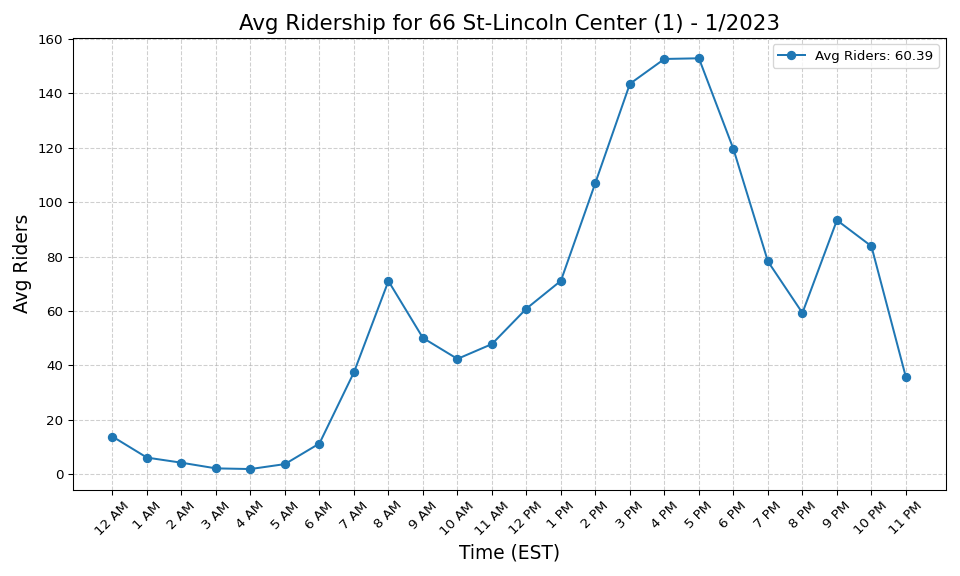 Avg Ridership for 66 St-Lincoln Center (1) - 1/2023
Avg Riders: 60.39
160
140
120
100
80
60
40
20
0
Avg Riders
12 AM 1 AM 2 AM 3 AM 4 AM 5 AM 6 AM 7 AM 8 AM 9 AM 10 AM 11 AM 12 PM 1 PM 2 PM 3 PM 4 PM 5 PM 6 PM 7 PM 8 PM 9 PM 10 PM 11 PM
Time (EST)